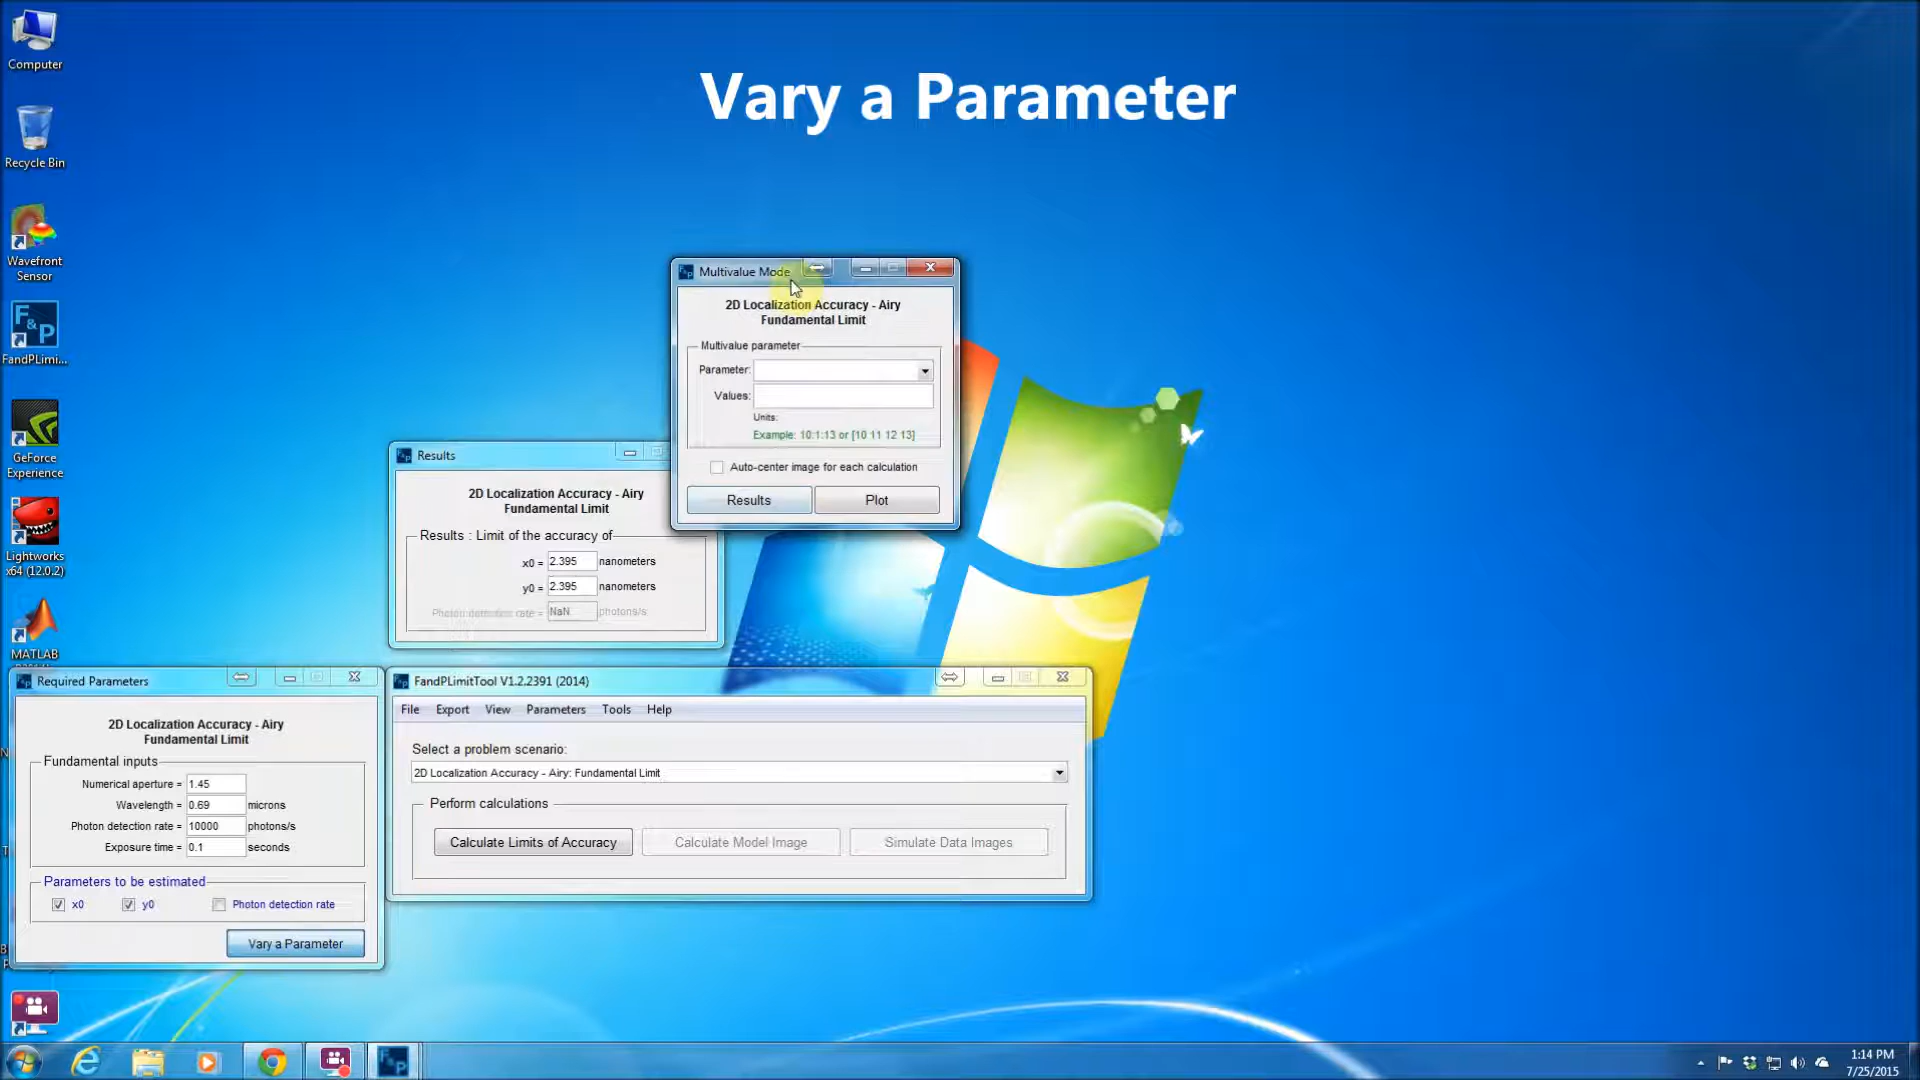 Vary a Parameter
Computer
Recycle Bin
Wavefront
Sensor
F&P
FandPLimi...
GeForce
Experience
Lightworks
x64 (12.0.2)
MATLAB
Multivalue Mode
2D Localization Accuracy - Airy
Fundamental Limit
Multivalue parameter
Parameter:
Values:
Units:
Example: 10:1:13 or [10 11 12 13]
Auto-center image for each calculation
Results Plot
Results
2D Localization Accuracy - Airy
Fundamental Limit
Results : Limit of the accuracy of
x0 = 2.395 nanometers
y0 = 2.395 nanometers
Photon detection rate = NaN photons/s
Required Parameters
2D Localization Accuracy - Airy
Fundamental Limit
Fundamental inputs
Numerical aperture = 1.45
Wavelength = 0.69 microns
Photon detection rate = 10000 photons/s
Exposure time = 0.1 seconds
Parameters to be estimated
x0 y0 Photon detection rate
Vary a Parameter
FandPLimitTool V1.2.2391 (2014)
File Export View Parameters Tools Help
Select a problem scenario:
2D Localization Accuracy - Airy: Fundamental Limit
Perform calculations
Calculate Limits of Accuracy Calculate Model Image Simulate Data Images
1:14 PM
7/25/2015